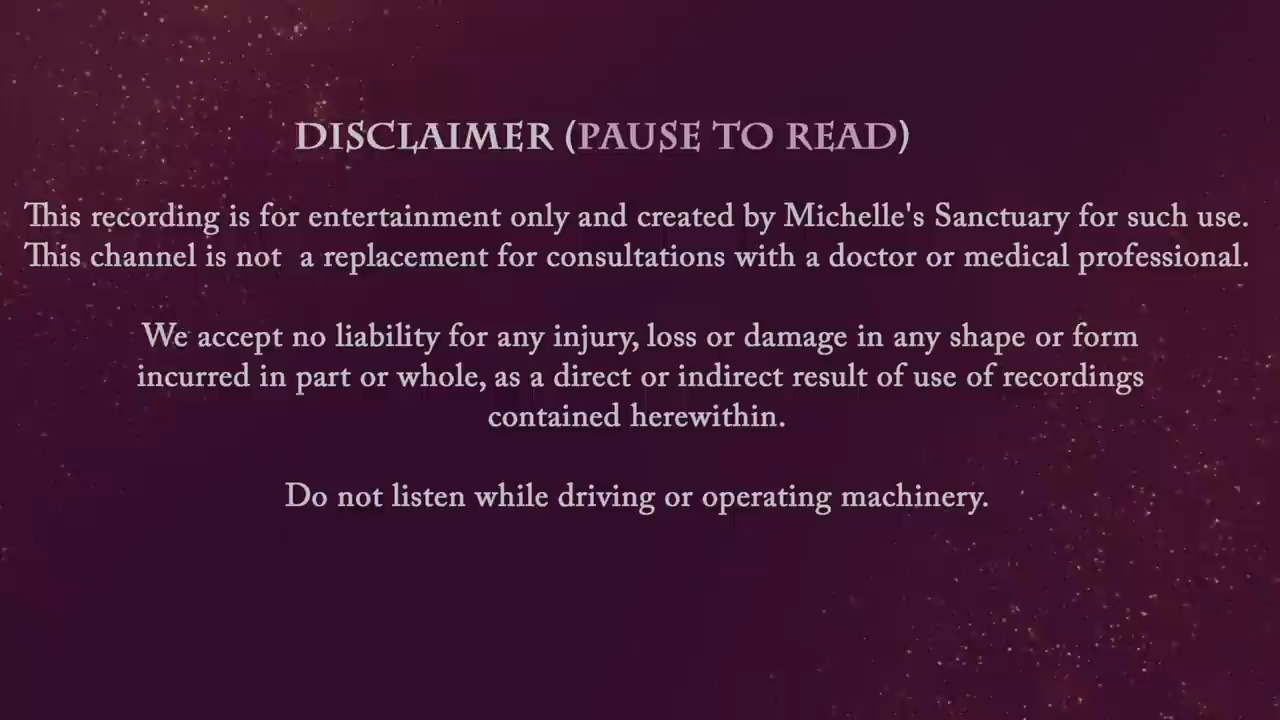 DISCLAIMER (PAUSE TO READ)
This recording is for entertainment only and created by Michelle's Sanctuary for such use.
This channel is not  a replacement for consultations with a doctor or medical professional.
We accept no liability for any injury, loss or damage in any shape or form
incurred in part or whole, as a direct or indirect result of use of recordings
contained herewithin.
Do not listen while driving or operating machinery.